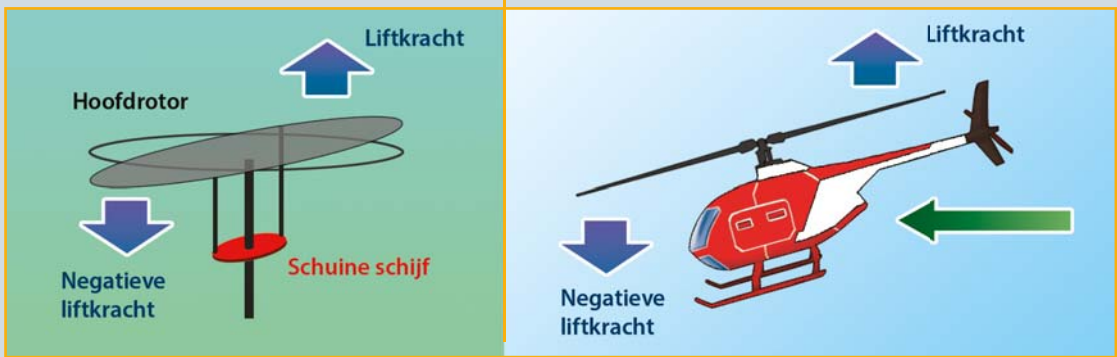 Liftkracht
Hoofdrotor
Negatieve
liftkracht
Schuine schijf
Liftkracht
Negatieve
liftkracht